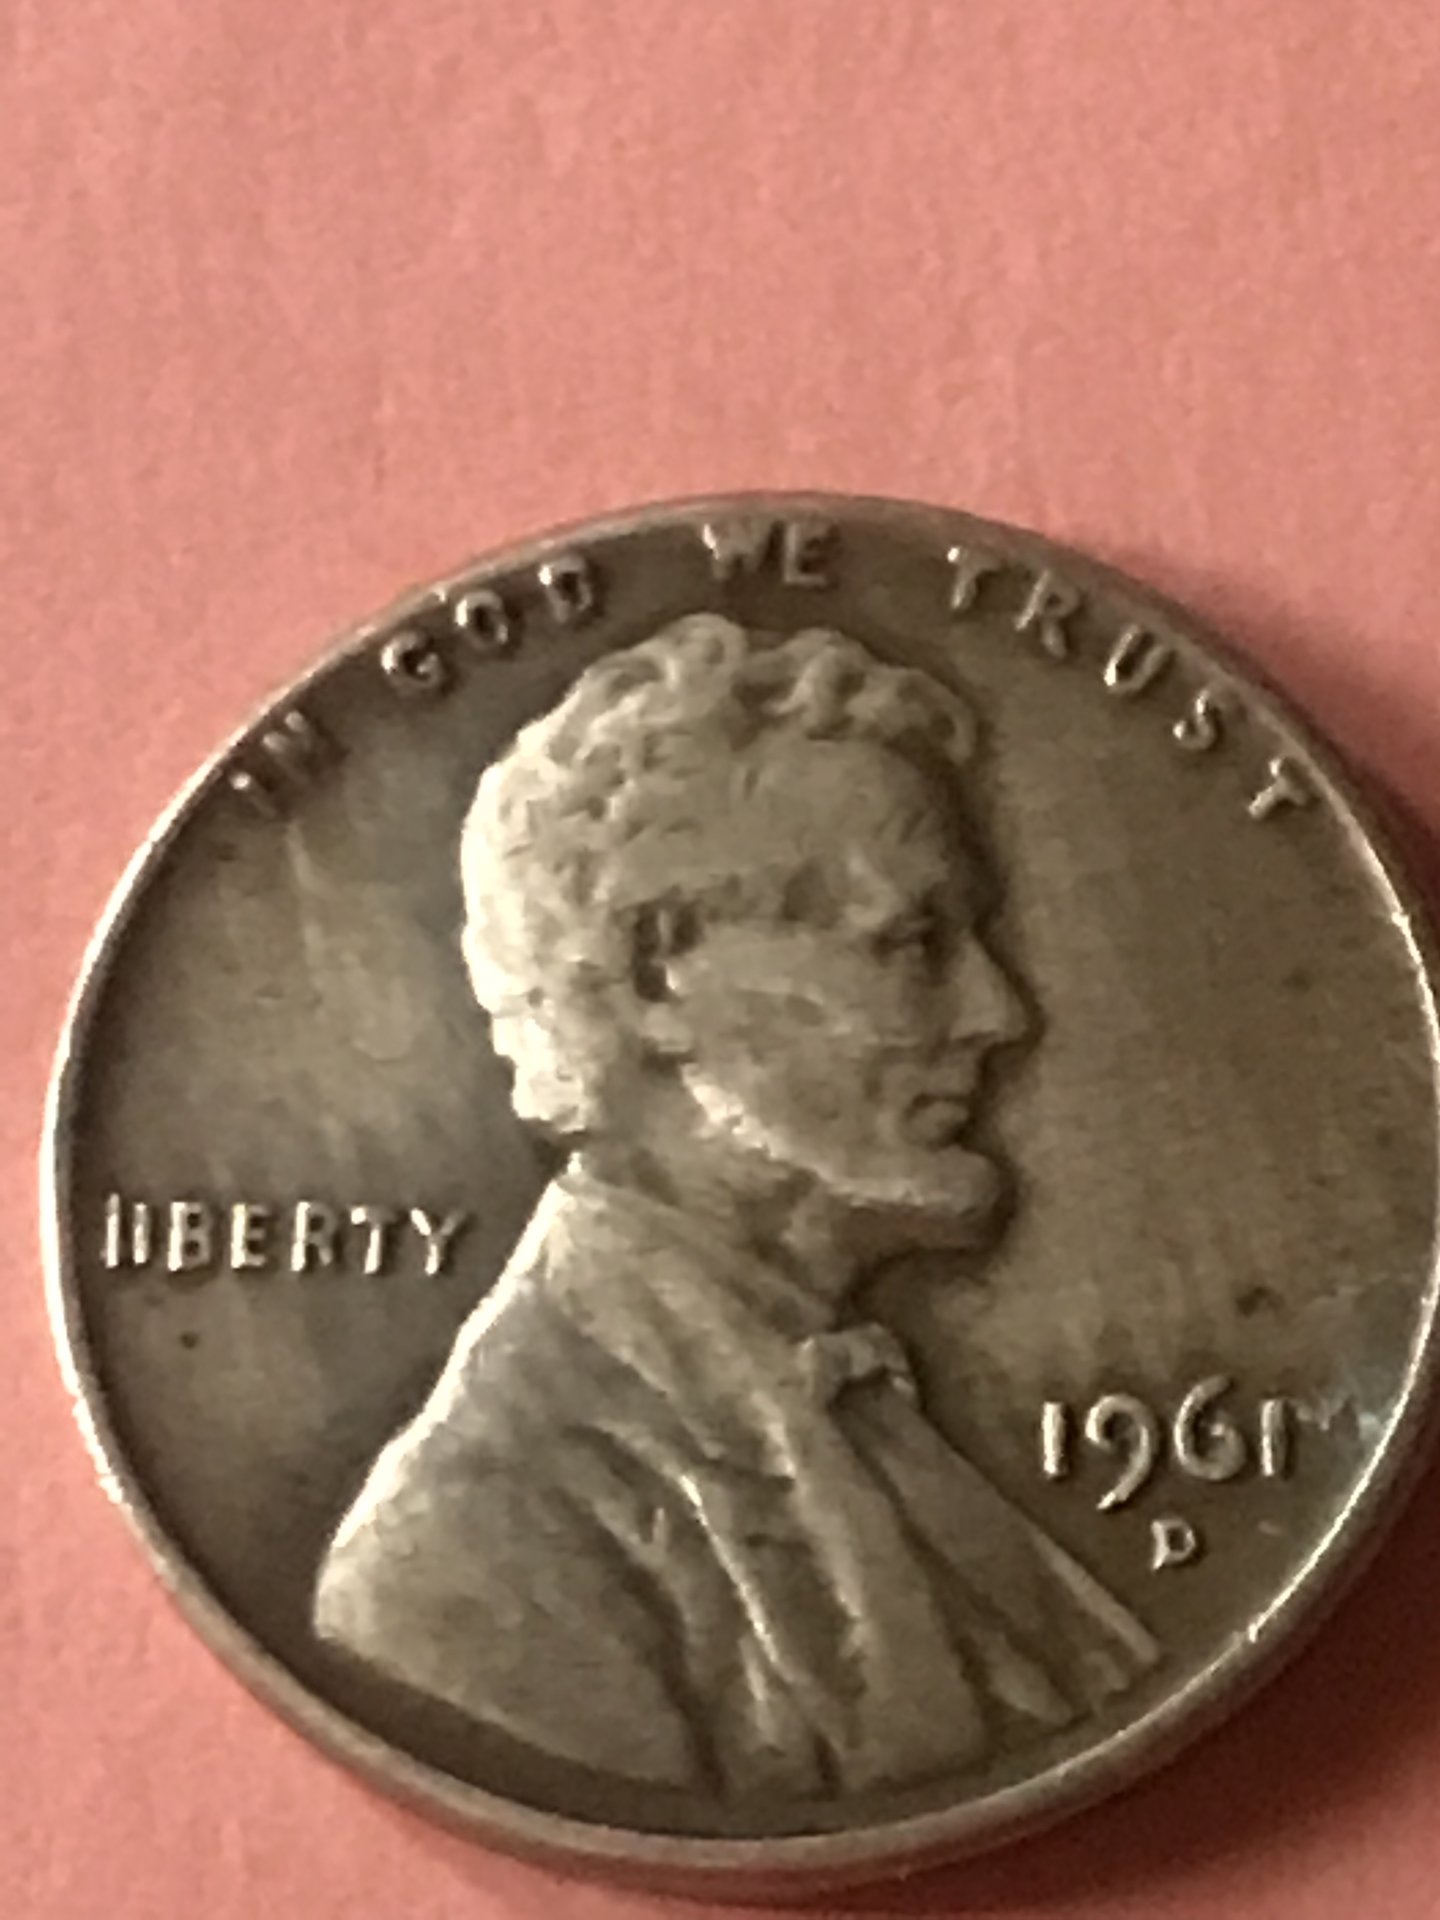 IN GOD WE TRUST
LIBERTY
1961
D